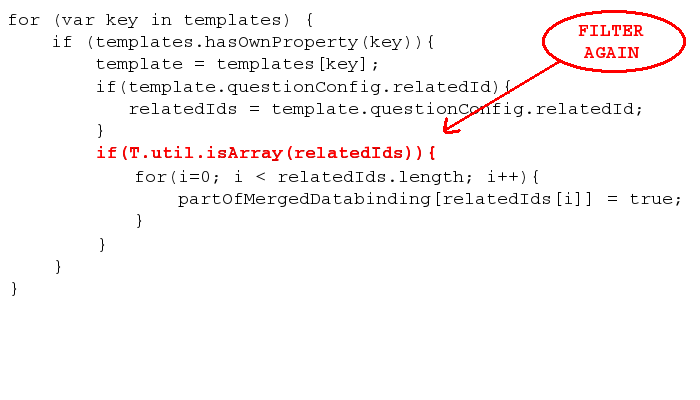 for (var key in templates) {
if (templates.hasOwnProperty(key)){
template = templates[key];
if(template.questionConfig.relatedId){
relatedIds = template.questionConfig.relatedId;
}
if(T.util.isArray(relatedIds)){
for(i=0; i < relatedIds.length; i++){
partOfMergedDatabinding[relatedIds[i]] = true;
}
}
}
}
FILTER
AGAIN